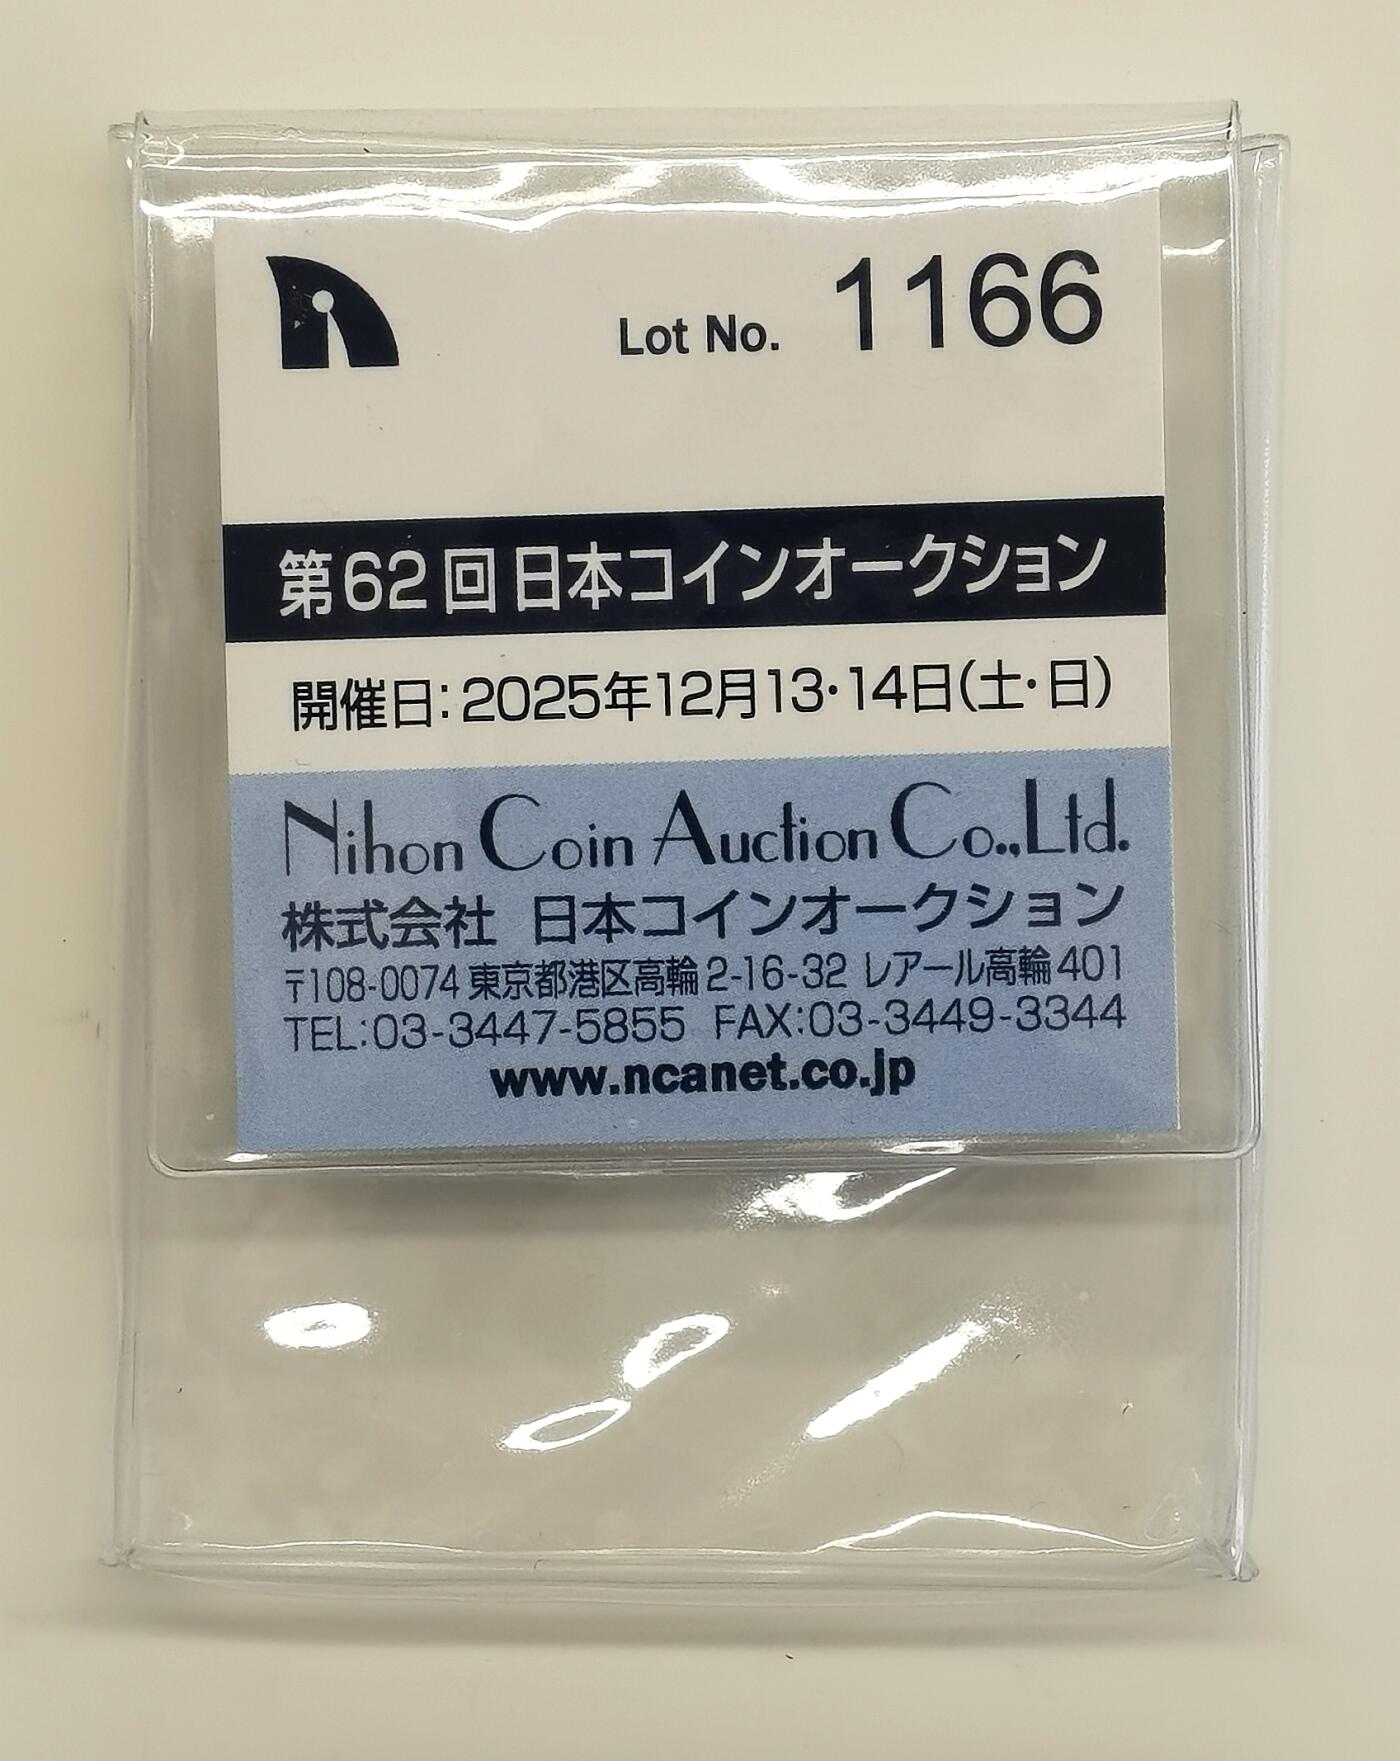 Lot No. 1166
第62回 日本コインオークション
開催日：2025年12月13・14日(土・日)
Nihon Coin Auction Co.,Ltd.
株式会社 日本コインオークション
〒108-0074 東京都港区高輪2-16-32 レアール高輪401
TEL:03-3447-5855 FAX:03-3449-3344
www.ncanet.co.jp